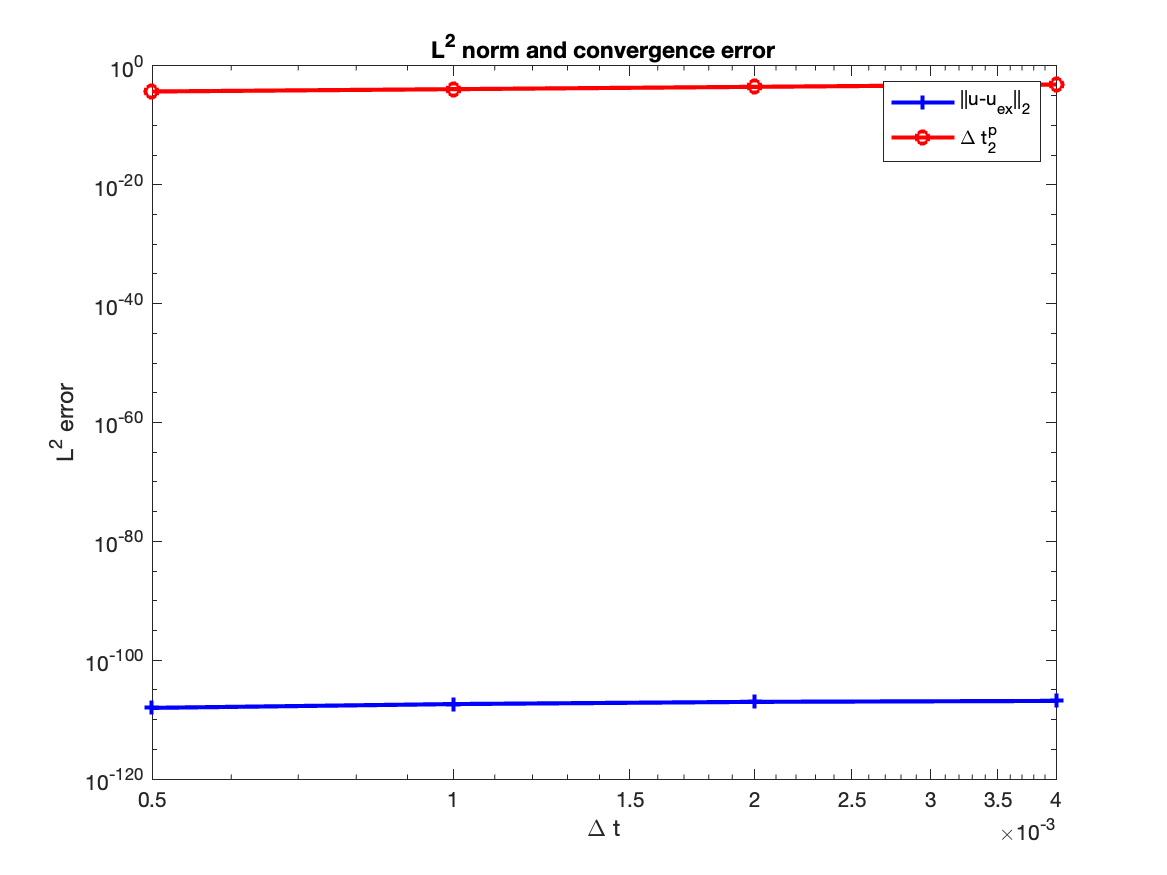 L² norm and convergence error
10⁰
10⁻²⁰
10⁻⁴⁰
10⁻⁶⁰
10⁻⁸⁰
10⁻¹⁰⁰
10⁻¹²⁰
L² error
||u-u_ex||₂
Δ t₂ᵖ
0.5 1 1.5 2 2.5 3 3.5 4
×10⁻³
Δ t